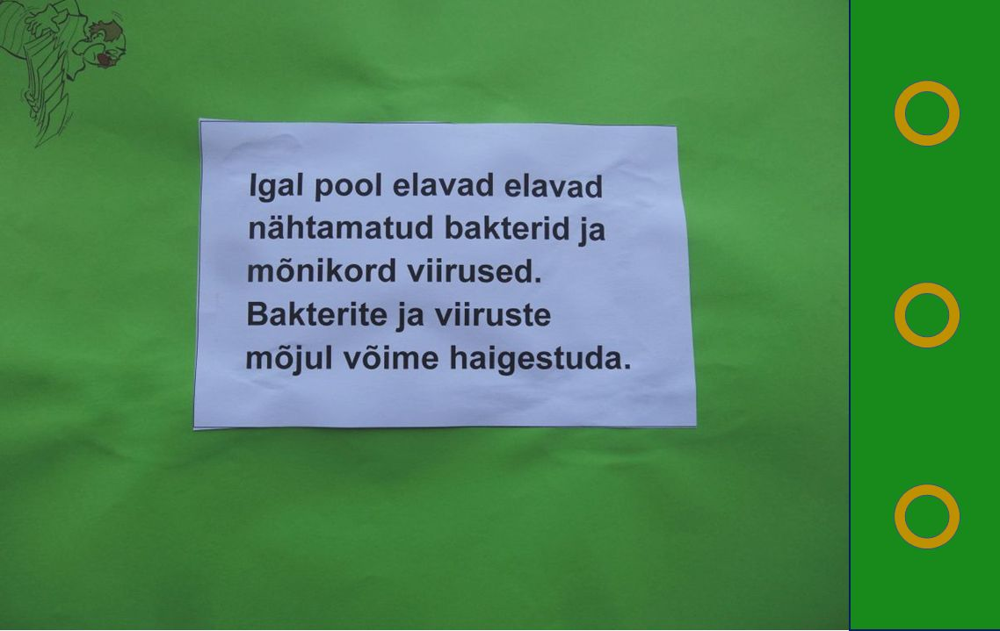 Igal pool elavad elavad
nähtamatud bakterid ja
mõnikord viirused.
Bakterite ja viiruste
mõjul võime haigestuda.